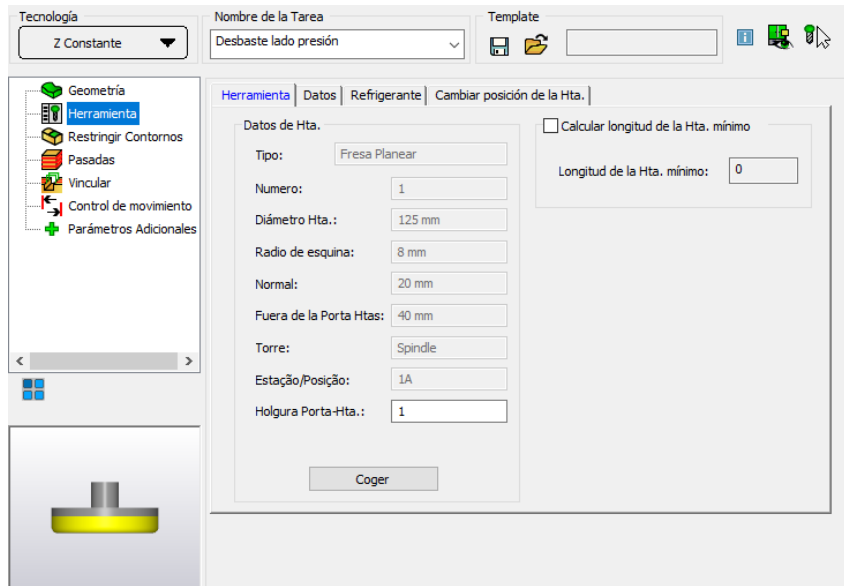 Tecnología
Nombre de la Tarea
Template
Z Constante
Desbaste lado presión
Geometría
Herramienta
Restringir Contornos
Pasadas
Vincular
Control de movimiento
Parámetros Adicionales
Herramienta Datos Refrigerante Cambiar posición de la Hta.
Datos de Hta.
Tipo: Fresa Planear
Numero: 1
Diámetro Hta.: 125 mm
Radio de esquina: 8 mm
Normal: 20 mm
Fuera de la Porta Htas: 40 mm
Torre: Spindle
Estação/Posição: 1A
Holgura Porta-Hta.: 1
Coger
Calcular longitud de la Hta. mínimo
Longitud de la Hta. mínimo: 0